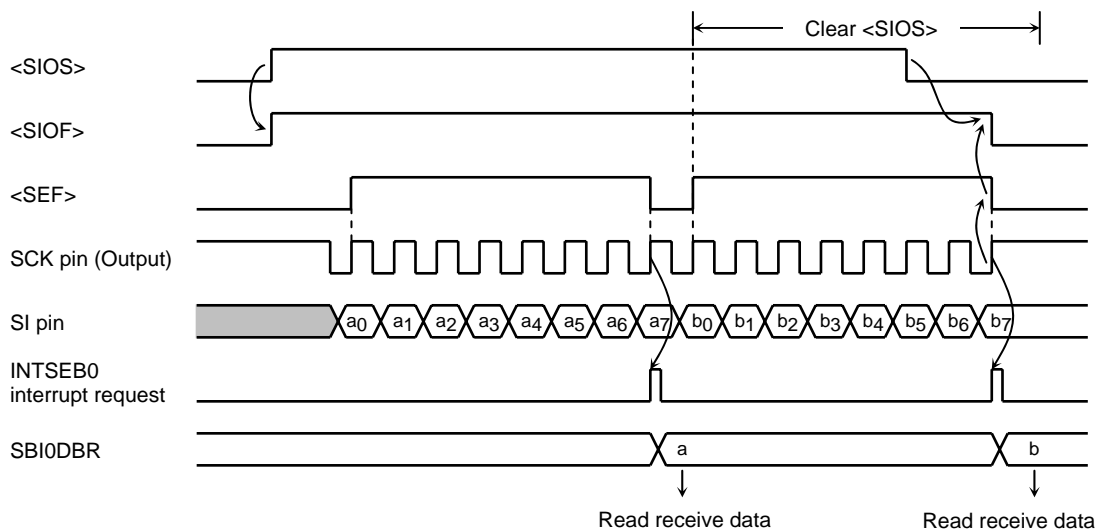 Clear <SIOS>
<SIOS>
<SIOF>
<SEF>
SCK pin (Output)
SI pin
a0 a1 a2 a3 a4 a5 a6 a7 b0 b1 b2 b3 b4 b5 b6 b7
INTSEB0
interrupt request
SBI0DBR
a b
Read receive data Read receive data